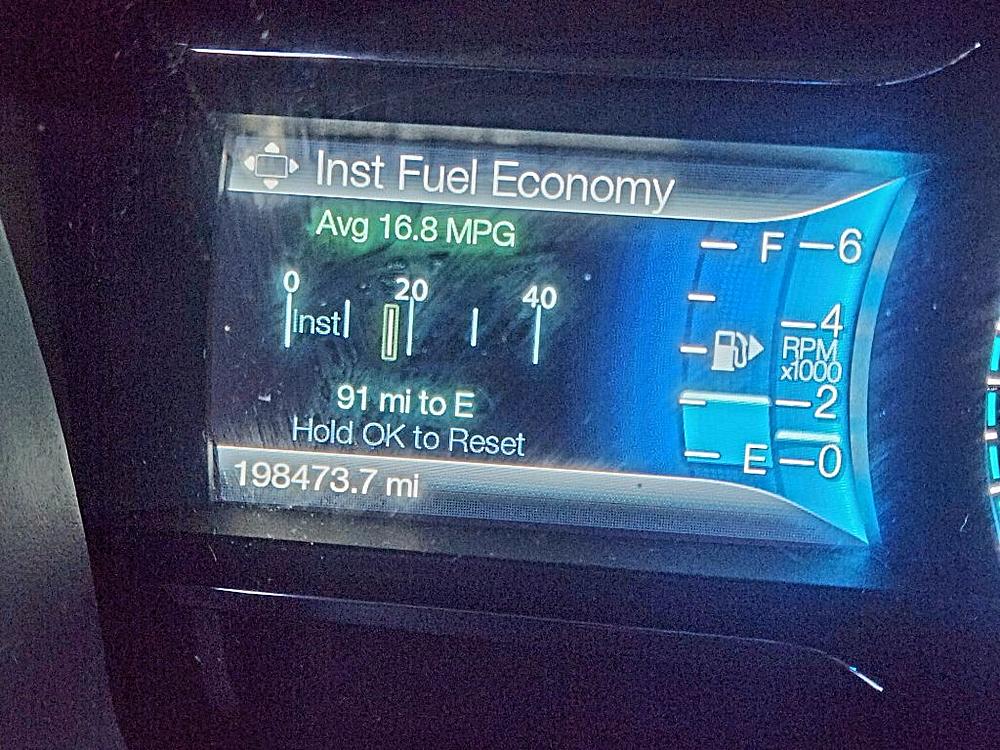 Inst Fuel Economy
Avg 16.8 MPG
0 20 40
Inst
91 mi to E
Hold OK to Reset
198473.7 mi
F 6
4
RPM
x1000
2
E 0